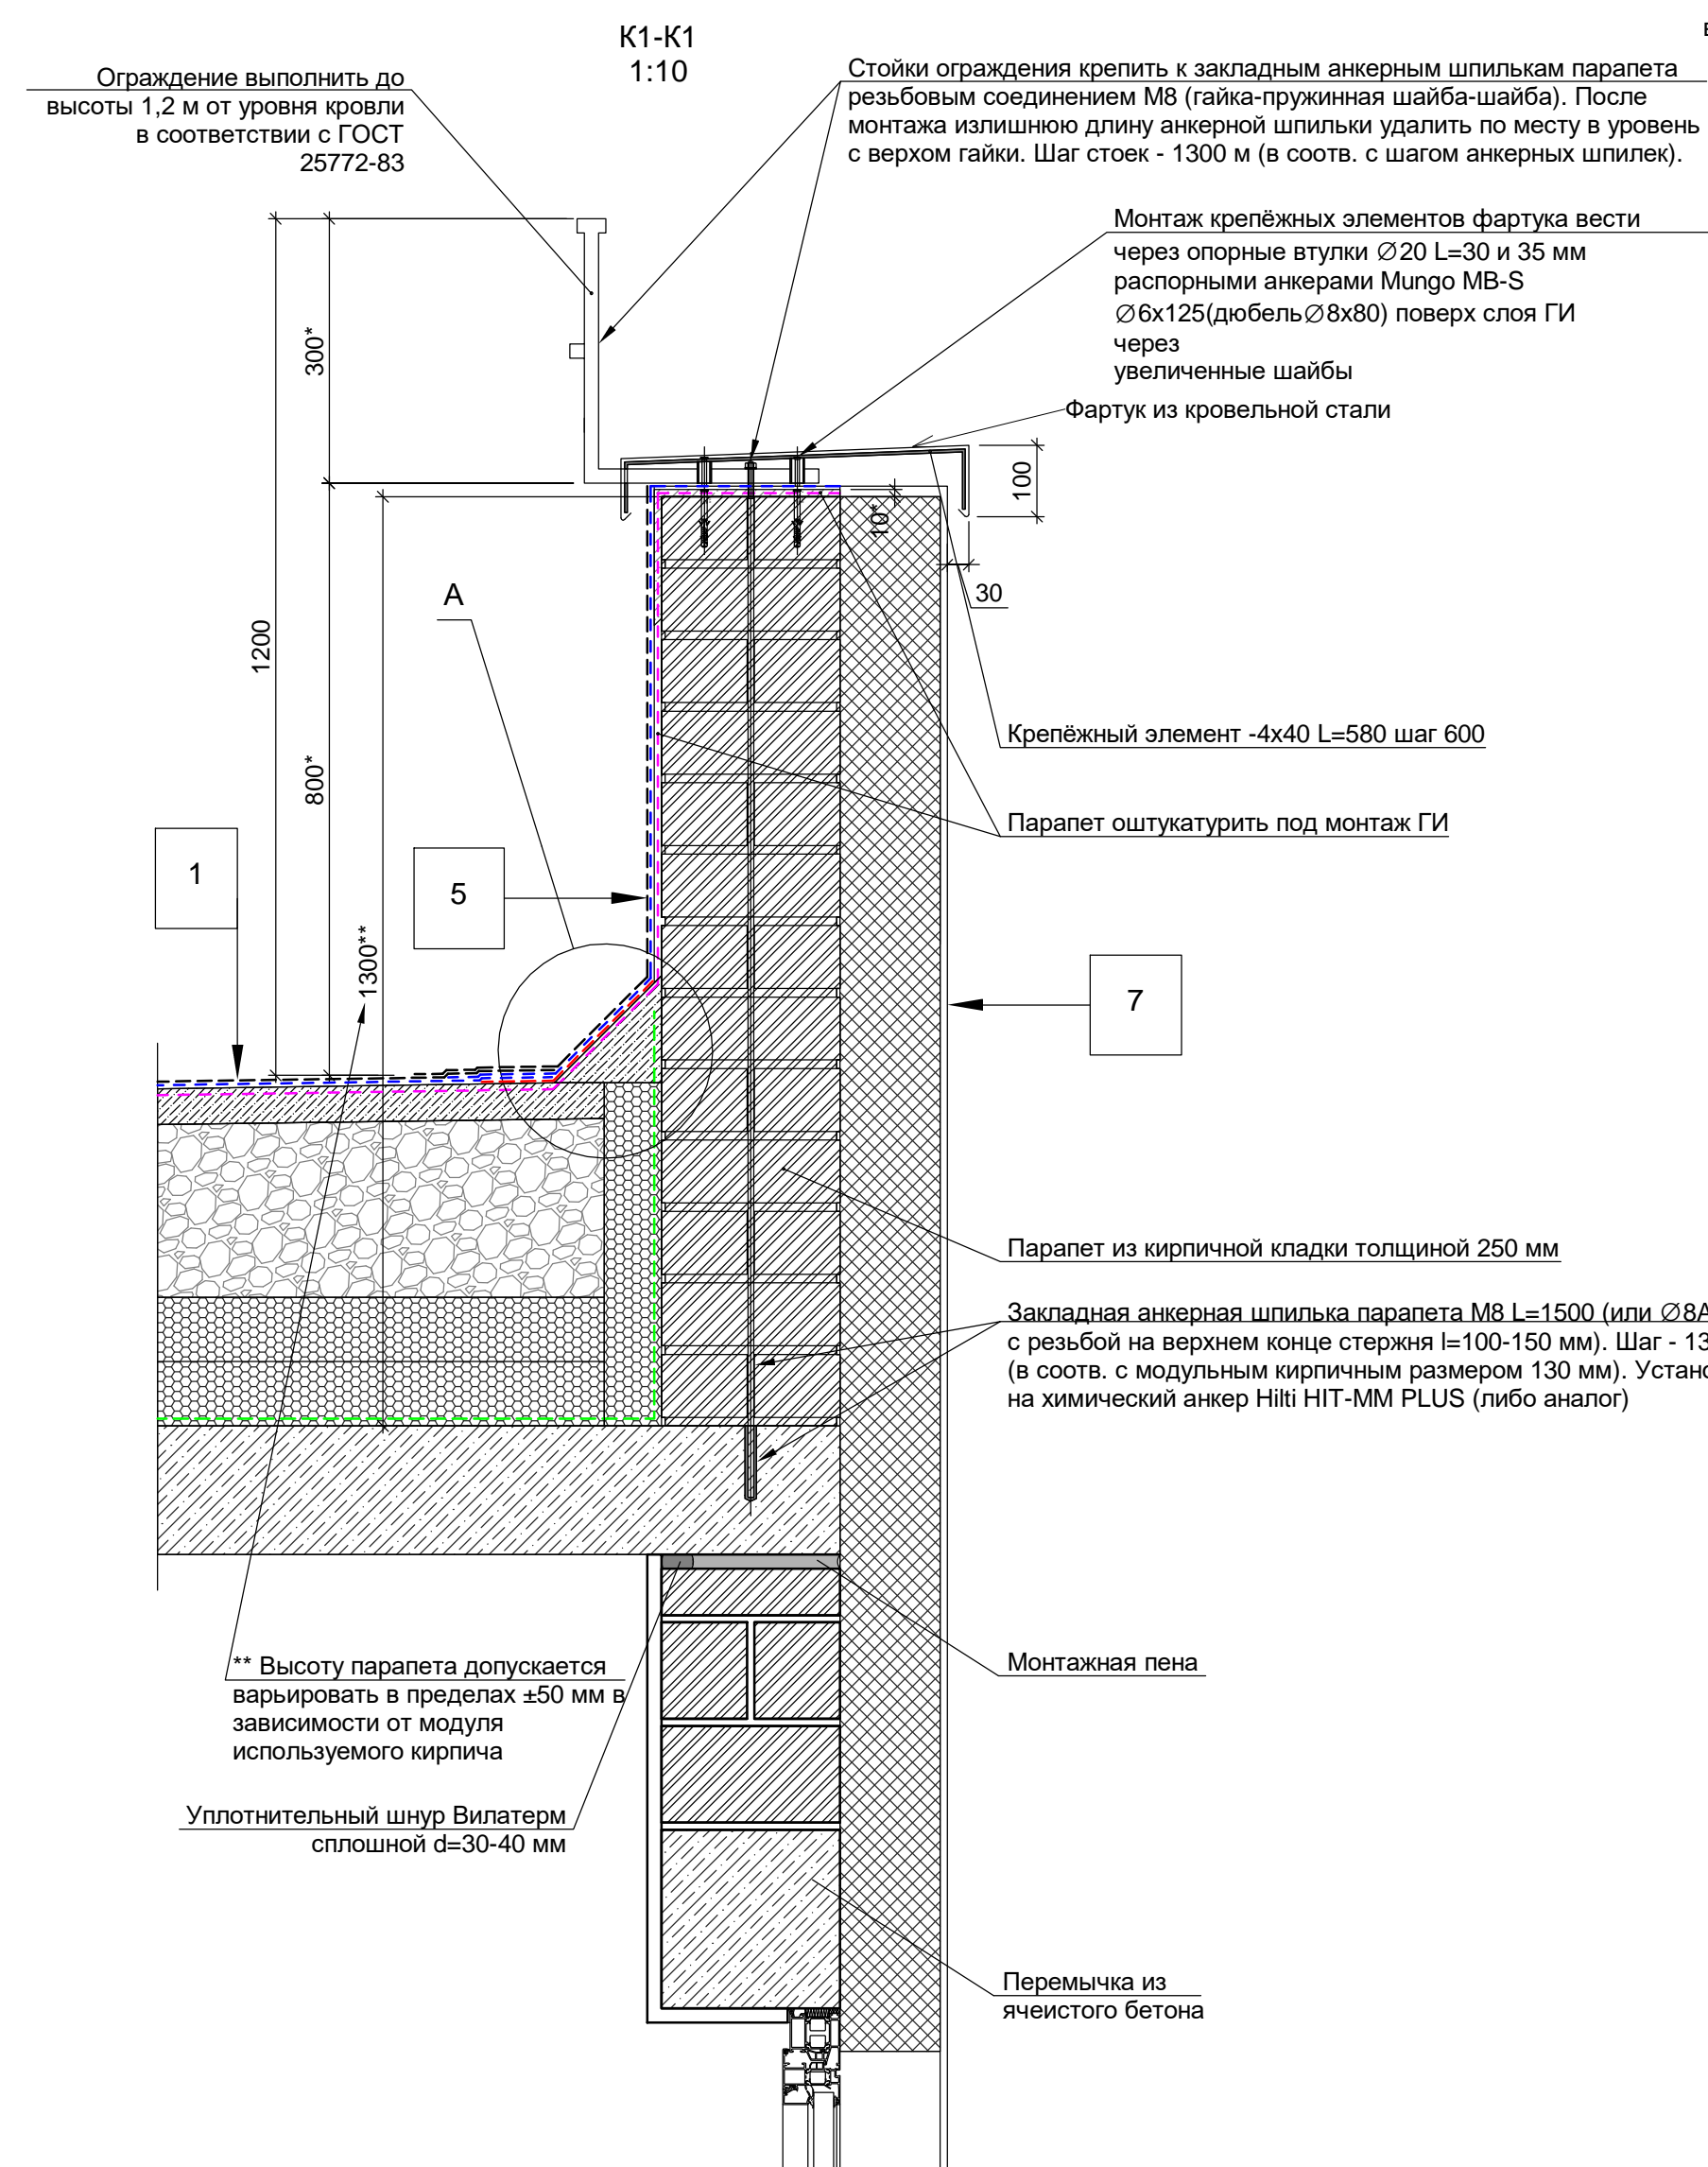 К1-К1
1:10
Ограждение выполнить до
высоты 1,2 м от уровня кровли
в соответствии с ГОСТ
25772-83
Стойки ограждения крепить к закладным анкерным шпилькам парапета
резьбовым соединением М8 (гайка-пружинная шайба-шайба). После
монтажа излишнюю длину анкерной шпильки удалить по месту в уровень
с верхом гайки. Шаг стоек - 1300 м (в соотв. с шагом анкерных шпилек).
Монтаж крепёжных элементов фартука вести
через опорные втулки ∅20 L=30 и 35 мм
распорными анкерами Mungo MB-S
∅6х125(дюбель∅8х80) поверх слоя ГИ
через
увеличенные шайбы
Фартук из кровельной стали
300*
100
10*
30
А
1200
800*
1300**
Крепёжный элемент -4х40 L=580 шаг 600
Парапет оштукатурить под монтаж ГИ
1
5
7
Парапет из кирпичной кладки толщиной 250 мм
Закладная анкерная шпилька парапета М8 L=1500 (или ∅8А
с резьбой на верхнем конце стержня l=100-150 мм). Шаг - 13
(в соотв. с модульным кирпичным размером 130 мм). Устано
на химический анкер Hilti HIT-MM PLUS (либо аналог)
** Высоту парапета допускается
варьировать в пределах ±50 мм в
зависимости от модуля
используемого кирпича
Монтажная пена
Уплотнительный шнур Вилатерм
сплошной d=30-40 мм
Перемычка из
ячеистого бетона